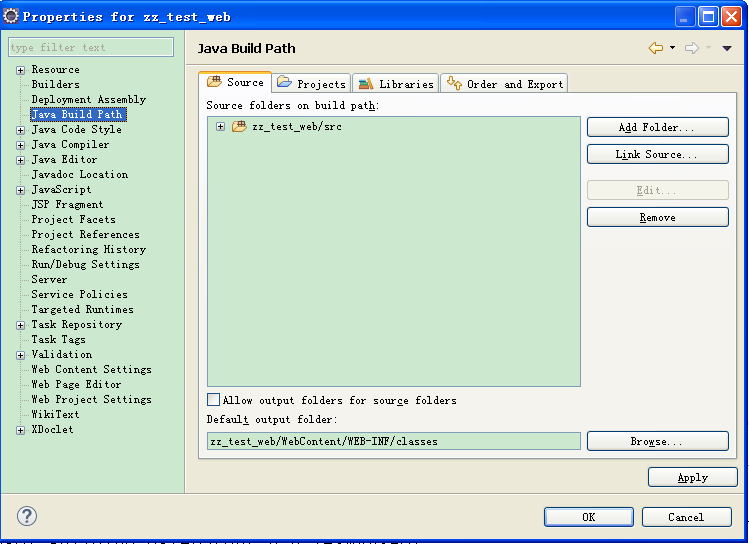 Properties for zz_test_web
type filter text
Resource
Builders
Deployment Assembly
Java Build Path
Java Code Style
Java Compiler
Java Editor
Javadoc Location
JavaScript
JSP Fragment
Project Facets
Project References
Refactoring History
Run/Debug Settings
Server
Service Policies
Targeted Runtimes
Task Repository
Task Tags
Validation
Web Content Settings
Web Page Editor
Web Project Settings
WikiText
XDoclet
Java Build Path
Source Projects Libraries Order and Export
Source folders on build path:
zz_test_web/src
Add Folder...
Link Source...
Edit...
Remove
Allow output folders for source folders
Default output folder:
zz_test_web/WebContent/WEB-INF/classes
Browse...
Apply
OK Cancel